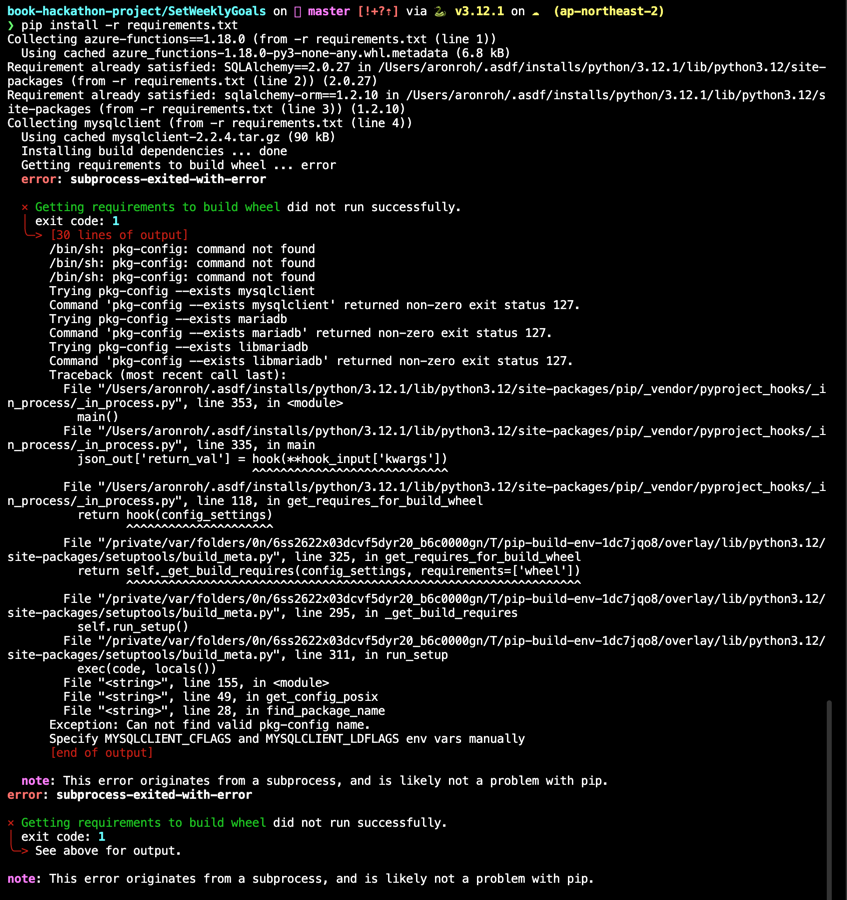 book-hackathon-project/SetWeeklyGoals on master [!+?⇡] via 🐍 v3.12.1 on ☁ (ap-northeast-2)
❯ pip install -r requirements.txt
Collecting azure-functions==1.18.0 (from -r requirements.txt (line 1))
  Using cached azure_functions-1.18.0-py3-none-any.whl.metadata (6.8 kB)
Requirement already satisfied: SQLAlchemy==2.0.27 in /Users/aronroh/.asdf/installs/python/3.12.1/lib/python3.12/site-
packages (from -r requirements.txt (line 2)) (2.0.27)
Requirement already satisfied: sqlalchemy-orm==1.2.10 in /Users/aronroh/.asdf/installs/python/3.12.1/lib/python3.12/s
ite-packages (from -r requirements.txt (line 3)) (1.2.10)
Collecting mysqlclient (from -r requirements.txt (line 4))
  Using cached mysqlclient-2.2.4.tar.gz (90 kB)
  Installing build dependencies ... done
  Getting requirements to build wheel ... error
  error: subprocess-exited-with-error

  × Getting requirements to build wheel did not run successfully.
  │ exit code: 1
  ╰─> [30 lines of output]
      /bin/sh: pkg-config: command not found
      /bin/sh: pkg-config: command not found
      /bin/sh: pkg-config: command not found
      Trying pkg-config --exists mysqlclient
      Command 'pkg-config --exists mysqlclient' returned non-zero exit status 127.
      Trying pkg-config --exists mariadb
      Command 'pkg-config --exists mariadb' returned non-zero exit status 127.
      Trying pkg-config --exists libmariadb
      Command 'pkg-config --exists libmariadb' returned non-zero exit status 127.
      Traceback (most recent call last):
        File "/Users/aronroh/.asdf/installs/python/3.12.1/lib/python3.12/site-packages/pip/_vendor/pyproject_hooks/_i
n_process/_in_process.py", line 353, in <module>
          main()
        File "/Users/aronroh/.asdf/installs/python/3.12.1/lib/python3.12/site-packages/pip/_vendor/pyproject_hooks/_i
n_process/_in_process.py", line 335, in main
          json_out['return_val'] = hook(**hook_input['kwargs'])
                                   ^^^^^^^^^^^^^^^^^^^^^^^^^^^^
        File "/Users/aronroh/.asdf/installs/python/3.12.1/lib/python3.12/site-packages/pip/_vendor/pyproject_hooks/_i
n_process/_in_process.py", line 118, in get_requires_for_build_wheel
          return hook(config_settings)
                 ^^^^^^^^^^^^^^^^^^^^^
        File "/private/var/folders/0n/6ss2622x03dcvf5dyr20_b6c0000gn/T/pip-build-env-1dc7jqo8/overlay/lib/python3.12/
site-packages/setuptools/build_meta.py", line 325, in get_requires_for_build_wheel
          return self._get_build_requires(config_settings, requirements=['wheel'])
                 ^^^^^^^^^^^^^^^^^^^^^^^^^^^^^^^^^^^^^^^^^^^^^^^^^^^^^^^^^^^^^^^^^
        File "/private/var/folders/0n/6ss2622x03dcvf5dyr20_b6c0000gn/T/pip-build-env-1dc7jqo8/overlay/lib/python3.12/
site-packages/setuptools/build_meta.py", line 295, in _get_build_requires
          self.run_setup()
        File "/private/var/folders/0n/6ss2622x03dcvf5dyr20_b6c0000gn/T/pip-build-env-1dc7jqo8/overlay/lib/python3.12/
site-packages/setuptools/build_meta.py", line 311, in run_setup
          exec(code, locals())
        File "<string>", line 155, in <module>
        File "<string>", line 49, in get_config_posix
        File "<string>", line 28, in find_package_name
      Exception: Can not find valid pkg-config name.
      Specify MYSQLCLIENT_CFLAGS and MYSQLCLIENT_LDFLAGS env vars manually
      [end of output]

  note: This error originates from a subprocess, and is likely not a problem with pip.
error: subprocess-exited-with-error

× Getting requirements to build wheel did not run successfully.
│ exit code: 1
╰─> See above for output.

note: This error originates from a subprocess, and is likely not a problem with pip.